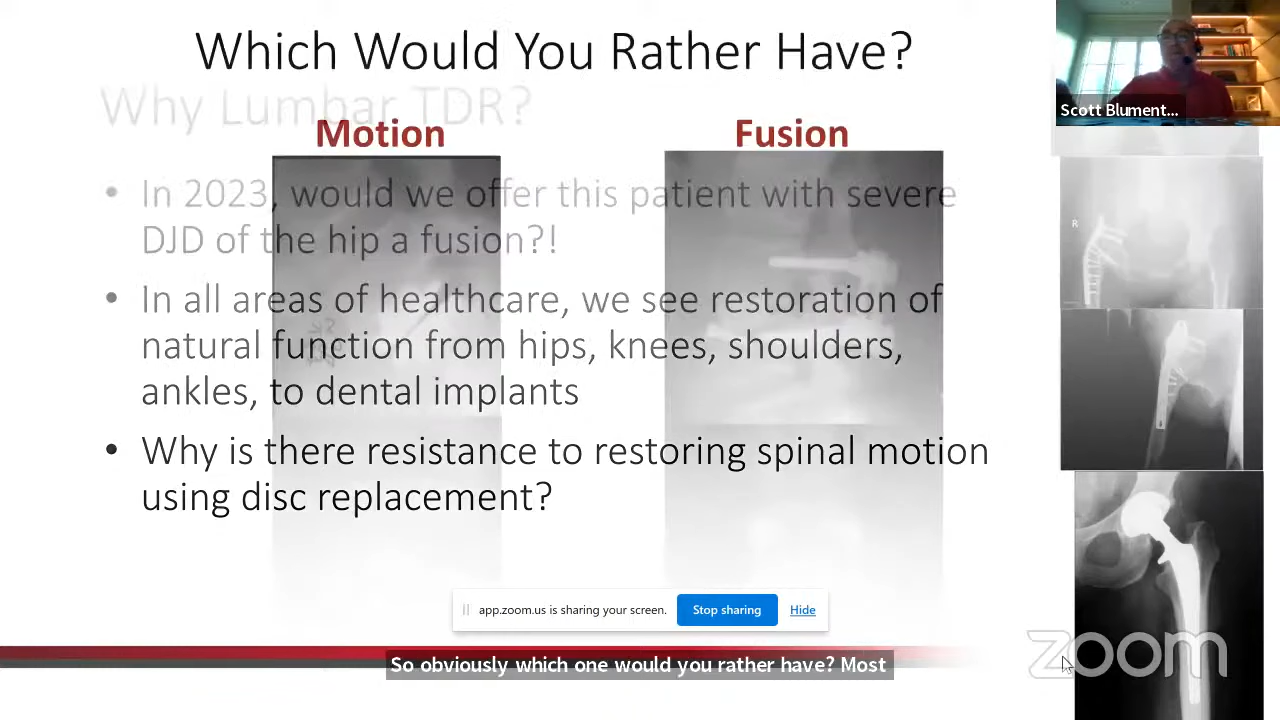 Which Would You Rather Have?
Why Lumbar TDR?
Motion
Fusion
• In 2023, would we offer this patient with severe
DJD of the hip a fusion?!
• In all areas of healthcare, we see restoration of
natural function from hips, knees, shoulders,
ankles, to dental implants
• Why is there resistance to restoring spinal motion
using disc replacement?
Scott Blument...
R
app.zoom.us is sharing your screen.
Stop sharing
Hide
zoom
So obviously which one would you rather have? Most